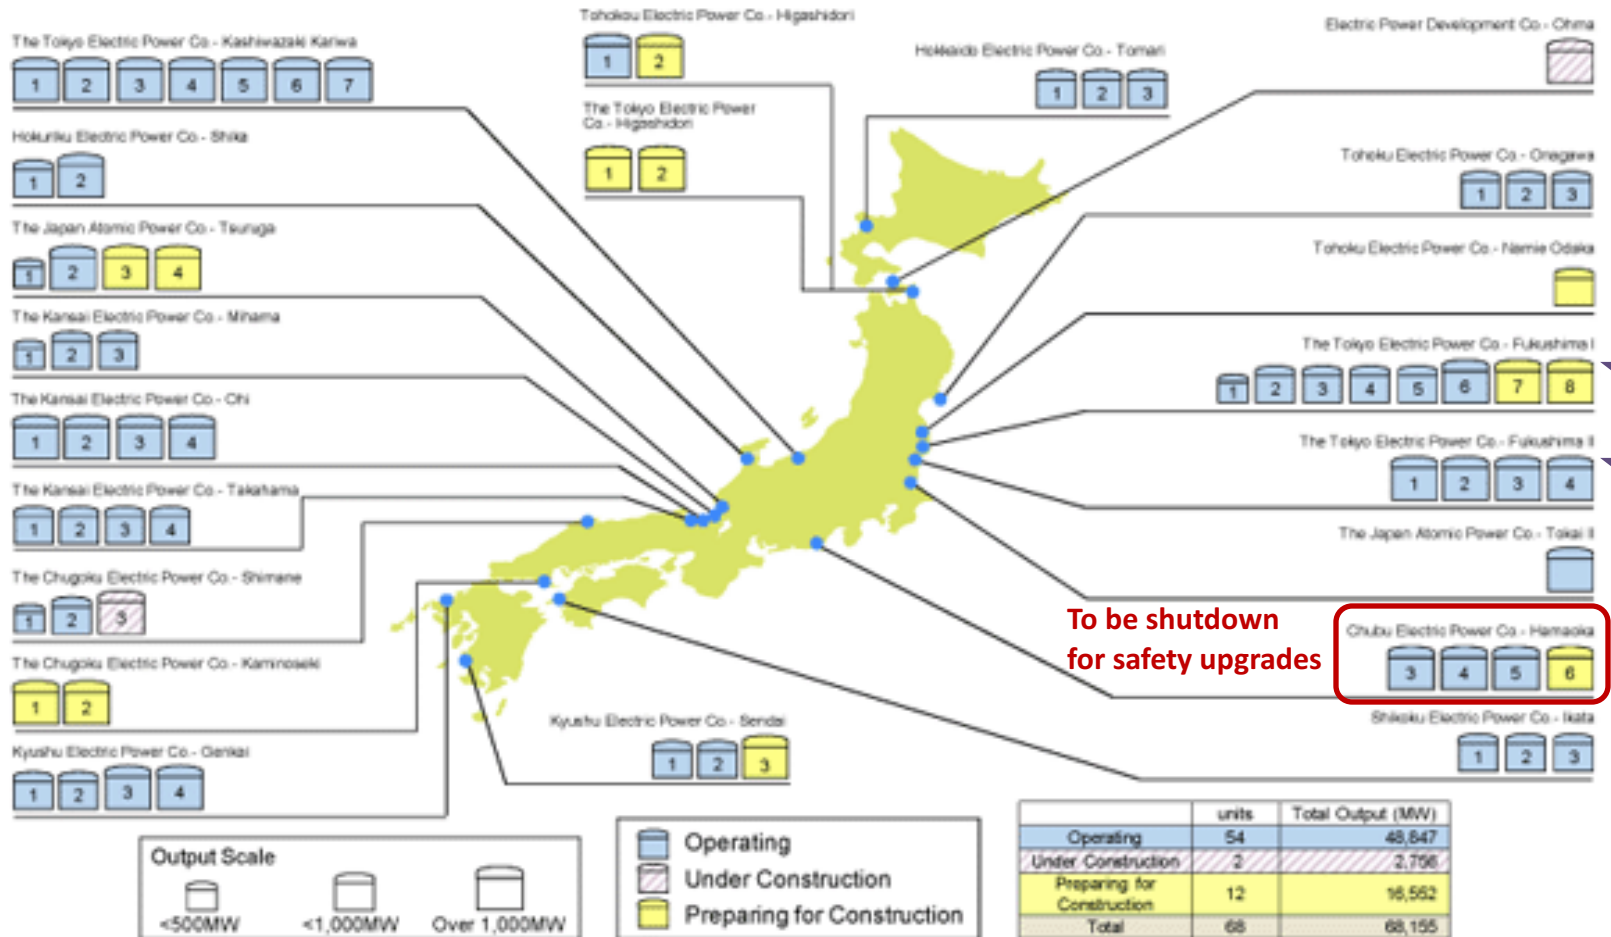 The Tokyo Electric Power Co.- Kashiwazaki Kariwa
1 2 3 4 5 6 7
Hokuriku Electric Power Co.- Shika
1 2
The Japan Atomic Power Co.- Tsuruga
1 2 3 4
The Kansai Electric Power Co.- Mihama
1 2 3
The Kansai Electric Power Co.- Ohi
1 2 3 4
The Kansai Electric Power Co.- Takahama
1 2 3 4
The Chugoku Electric Power Co.- Shimane
1 2 3
The Chugoku Electric Power Co.- Kaminoseki
1 2
Kyushu Electric Power Co.- Genkai
1 2 3 4
Tohokou Electric Power Co.- Higashidori
1 2
The Tokyo Electric Power
Co.- Higashidori
1 2
Hokkaido Electric Power Co.- Tomari
1 2 3
Electric Power Development Co.- Ohma
Tohoku Electric Power Co.- Onagawa
1 2 3
Tohoku Electric Power Co.- Namie Odaka
The Tokyo Electric Power Co.- Fukushima I
1 2 3 4 5 6 7 8
The Tokyo Electric Power Co.- Fukushima II
1 2 3 4
The Japan Atomic Power Co.- Tokai II
To be shutdown
for safety upgrades
Chubu Electric Power Co.- Hamaoka
3 4 5 6
Shikoku Electric Power Co.- Ikata
1 2 3
Kyushu Electric Power Co.- Sendai
1 2 3
Output Scale
<500MW <1,000MW Over 1,000MW
Operating
Under Construction
Preparing for Construction
units Total Output (MW)
Operating 54 48,847
Under Construction 2 2,756
Preparing for
Construction 12 16,552
Total 68 68,155